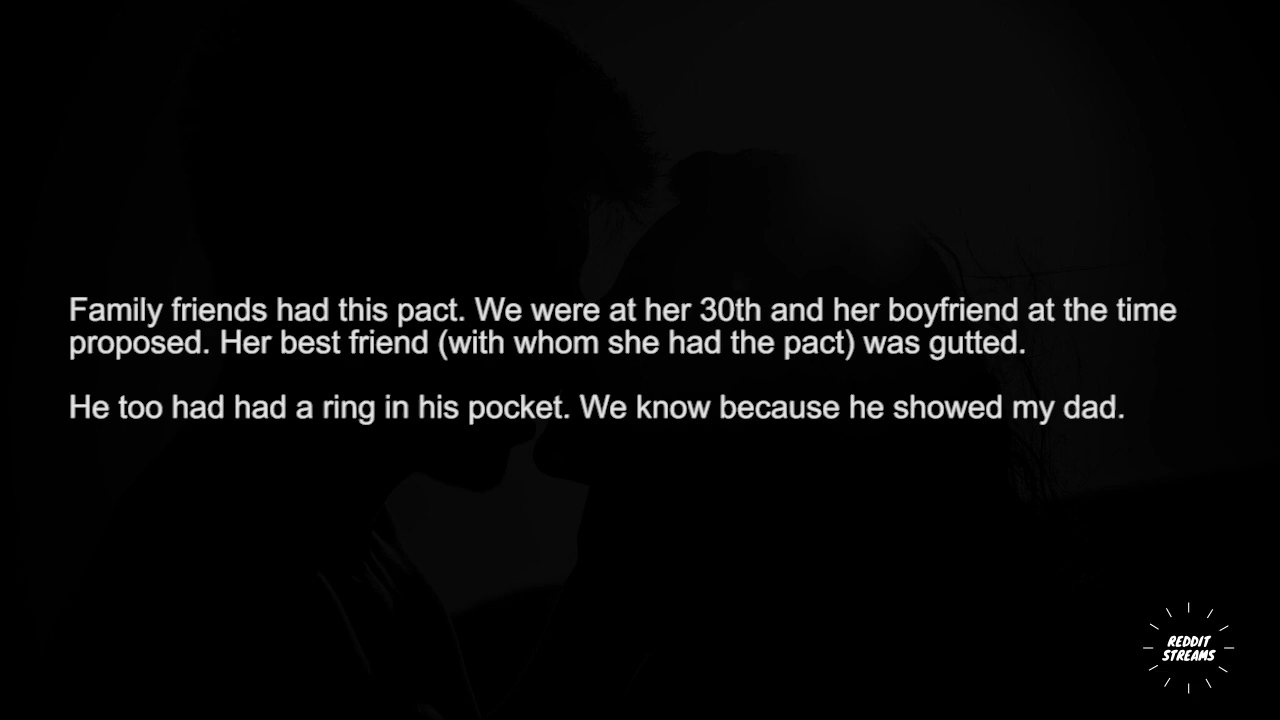 Family friends had this pact. We were at her 30th and her boyfriend at the time
proposed. Her best friend (with whom she had the pact) was gutted.
He too had had a ring in his pocket. We know because he showed my dad.
REDDIT
STREAMS